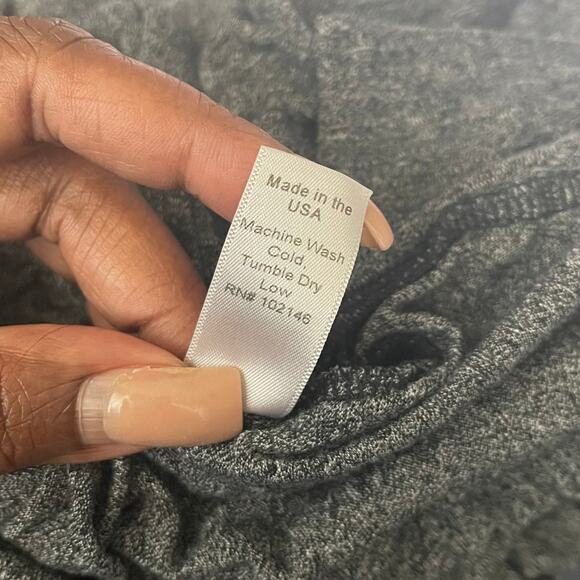 Made in the
USA
Machine Wash
Cold,
Tumble Dry
Low
RN# 102146